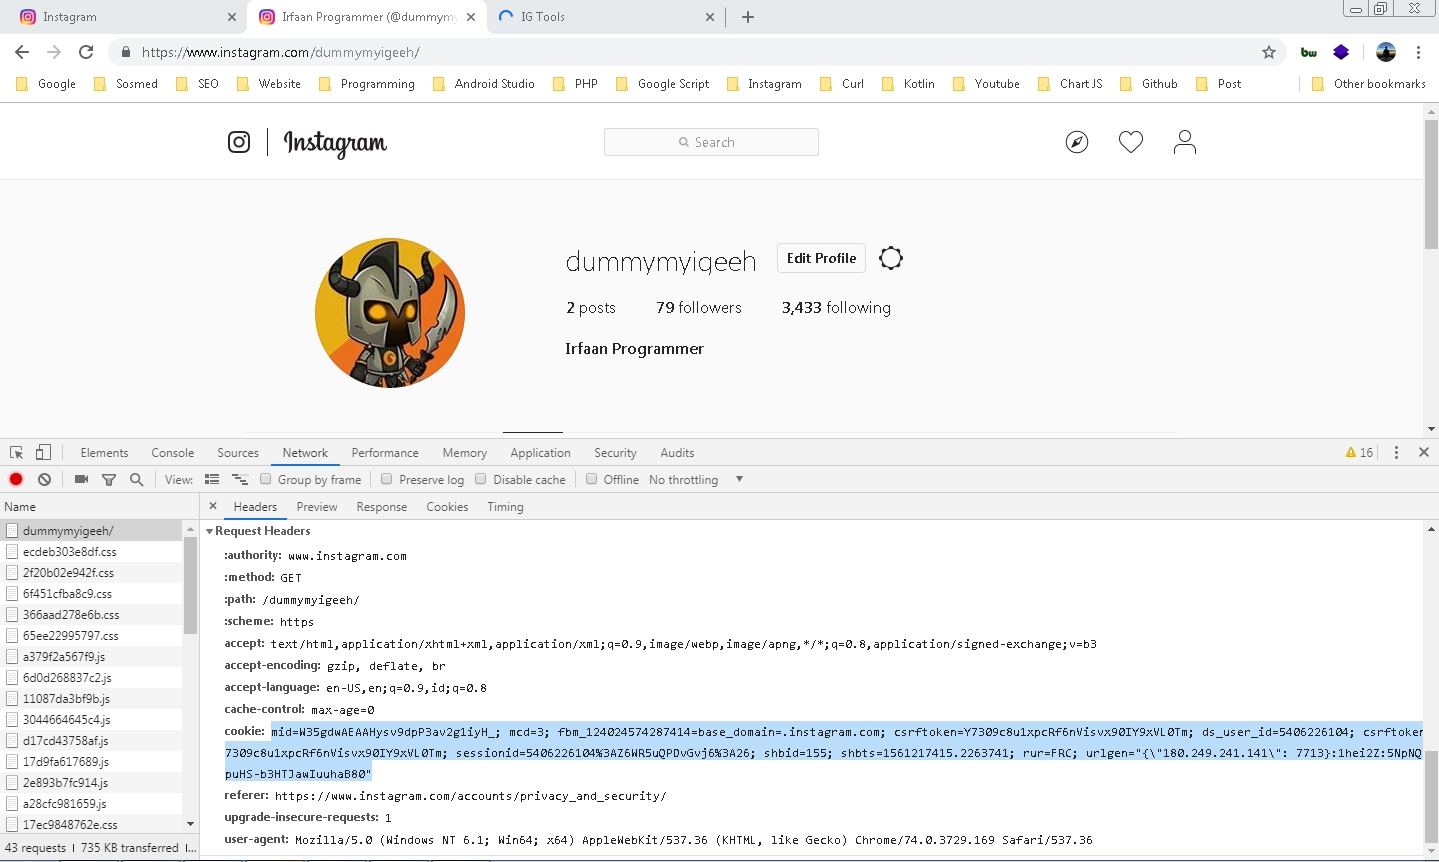 Instagram
Irfaan Programmer (@dummymy
IG Tools
https://www.instagram.com/dummymyigeeh/
bw
Google Sosmed SEO Website Programming Android Studio PHP Google Script Instagram Curl Kotlin Youtube Chart JS Github Post Other bookmarks
Instagram
Search
dummymyigeeh
Edit Profile
2 posts 79 followers 3,433 following
Irfaan Programmer
Elements Console Sources Network Performance Memory Application Security Audits 16
View: Group by frame Preserve log Disable cache Offline No throttling
Name
Headers Preview Response Cookies Timing
dummymyigeeh/
ecdeb303e8df.css
2f20b02e942f.css
6f451cfba8c9.css
366aad278e6b.css
65ee22995797.css
a379f2a567f9.js
6d0d268837c2.js
11087da3bf9b.js
3044664645c4.js
d17cd43758af.js
17d9fa617689.js
2e893b7fc914.js
a28cfc981659.js
17ec9848762e.css
43 requests | 735 KB transferred | ...
Request Headers
:authority: www.instagram.com
:method: GET
:path: /dummymyigeeh/
:scheme: https
accept: text/html,application/xhtml+xml,application/xml;q=0.9,image/webp,image/apng,*/*;q=0.8,application/signed-exchange;v=b3
accept-encoding: gzip, deflate, br
accept-language: en-US,en;q=0.9,id;q=0.8
cache-control: max-age=0
cookie: mid=W35gdwAEAAHysv9dpP3av2g1iyH_; mcd=3; fbm_124024574287414=base_domain=.instagram.com; csrftoken=Y7309c8u1xpcRf6nVisvx90IY9xVL0Tm; ds_user_id=5406226104; csrftoken
7309c8u1xpcRf6nVisvx90IY9xVL0Tm; sessionid=5406226104%3AZ6WR5uQPDvGvj6%3A26; shbid=155; shbts=1561217415.2263741; rur=FRC; urlgen="{\"180.249.241.141\": 7713}:1hei2Z:5NpNQ
puHS-b3HTJawIuuhaB80"
referer: https://www.instagram.com/accounts/privacy_and_security/
upgrade-insecure-requests: 1
user-agent: Mozilla/5.0 (Windows NT 6.1; Win64; x64) AppleWebKit/537.36 (KHTML, like Gecko) Chrome/74.0.3729.169 Safari/537.36